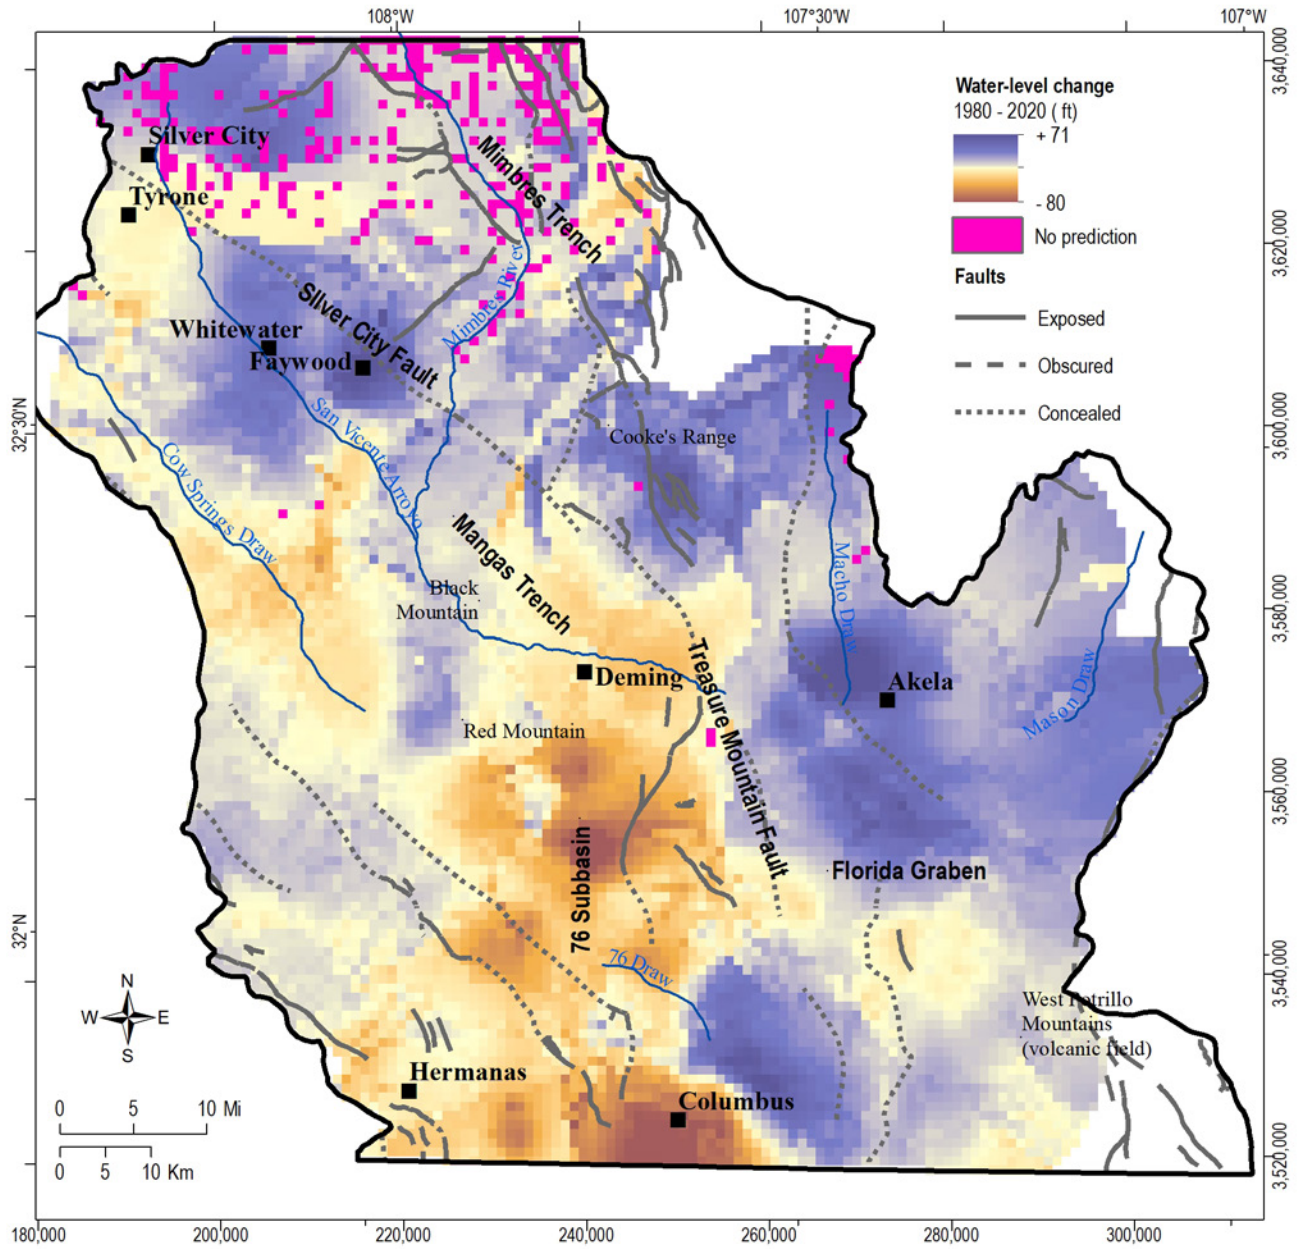 108°W
107°30'W
107°W
Water-level change
1980 - 2020 ( ft)
+ 71
- 80
No prediction
Faults
Exposed
Obscured
Concealed
3,640,000
3,620,000
3,600,000
3,580,000
3,560,000
3,540,000
3,520,000
32°30'N
32°N
Silver City
Tyrone
Mimbres Trench
Mimbres River
Silver City Fault
Whitewater
Faywood
San Vicente Arroyo
Cow Springs Draw
Cooke's Range
Mangas Trench
Black
Mountain
Macho Draw
Deming
Treasure Mountain Fault
Akela
Mason Draw
Red Mountain
76 Subbasin
Florida Graben
76 Draw
West Potrillo
Mountains
(volcanic field)
Hermanas
Columbus
N
W
E
S
0 5 10 Mi
0 5 10 Km
180,000
200,000
220,000
240,000
260,000
280,000
300,000